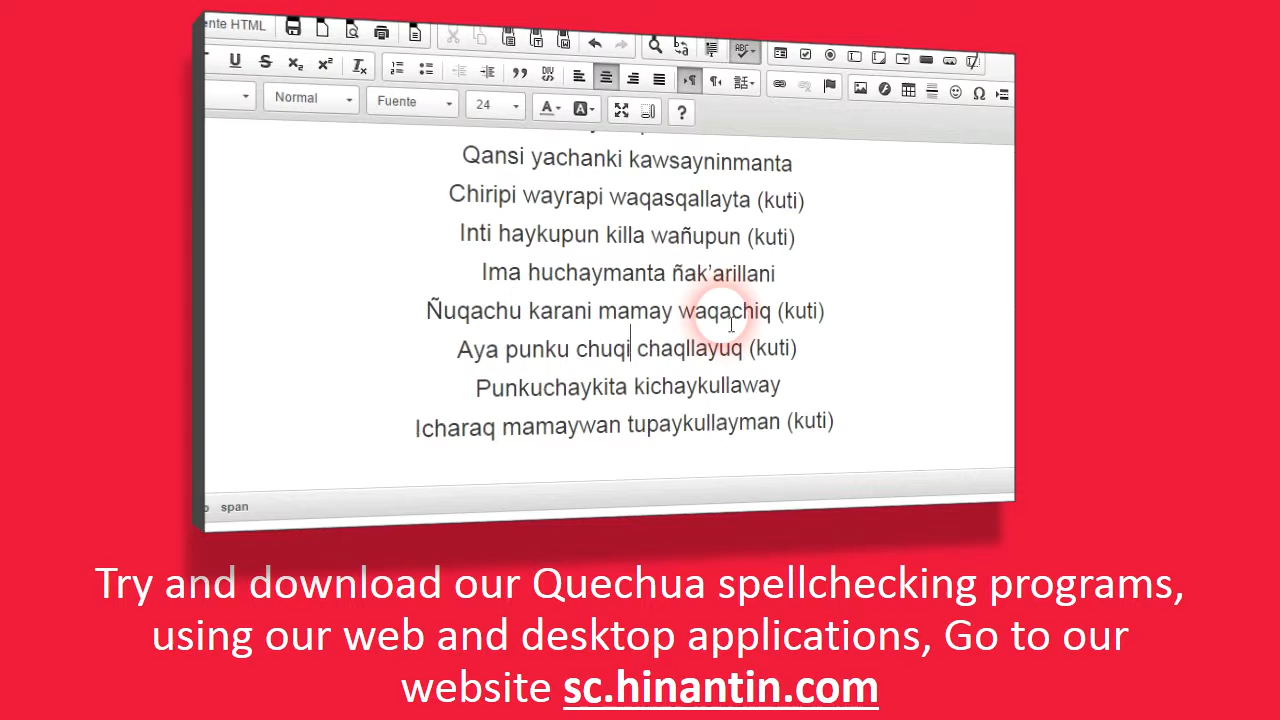 ente HTML
Normal Fuente 24
Qansi yachanki kawsayninmanta
Chiripi wayrapi waqasqallayta (kuti)
Inti haykupun killa wañupun (kuti)
Ima huchaymanta ñak’arillani
Ñuqachu karani mamay waqachiq (kuti)
Aya punku chuqi chaqllayuq (kuti)
Punkuchaykita kichaykullaway
Icharaq mamaywan tupaykullayman (kuti)
span
Try and download our Quechua spellchecking programs,
using our web and desktop applications, Go to our
website sc.hinantin.com